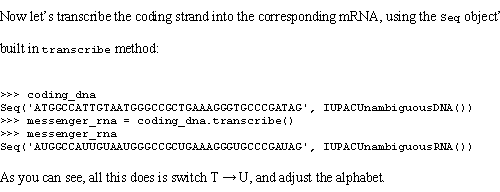 Now let's transcribe the coding strand into the corresponding mRNA, using the Seq object'
built in transcribe method:
>>> coding_dna
Seq('ATGGCCATTGTAATGGGCCGCTGAAAGGGTGCCCGATAG', IUPACUnambiguousDNA())
>>> messenger_rna = coding_dna.transcribe()
>>> messenger_rna
Seq('AUGGCCAUUGUAAUGGGCCGCUGAAAGGGUGCCCGAUAG', IUPACUnambiguousRNA())
As you can see, all this does is switch T → U, and adjust the alphabet.